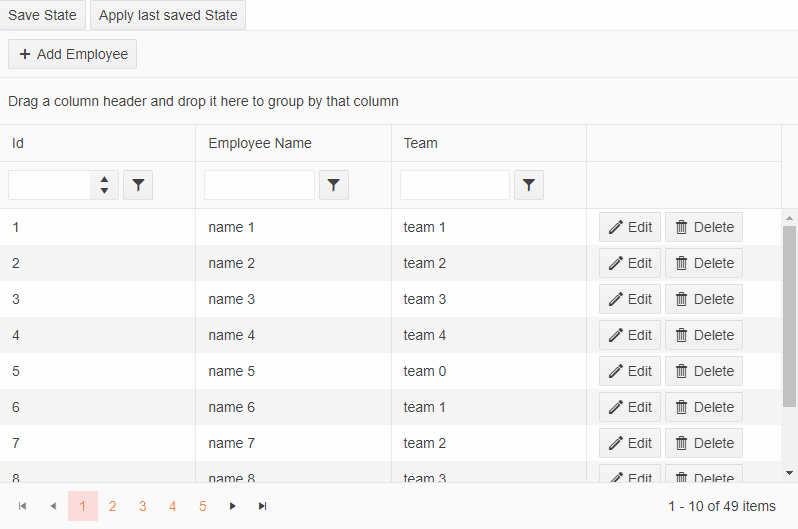 Save State Apply last saved State
Add Employee
Drag a column header and drop it here to group by that column
Id Employee Name Team
1 name 1 team 1 Edit Delete
2 name 2 team 2 Edit Delete
3 name 3 team 3 Edit Delete
4 name 4 team 4 Edit Delete
5 name 5 team 0 Edit Delete
6 name 6 team 1 Edit Delete
7 name 7 team 2 Edit Delete
8 name 8 team 3 Edit Delete
1 2 3 4 5 1 - 10 of 49 items